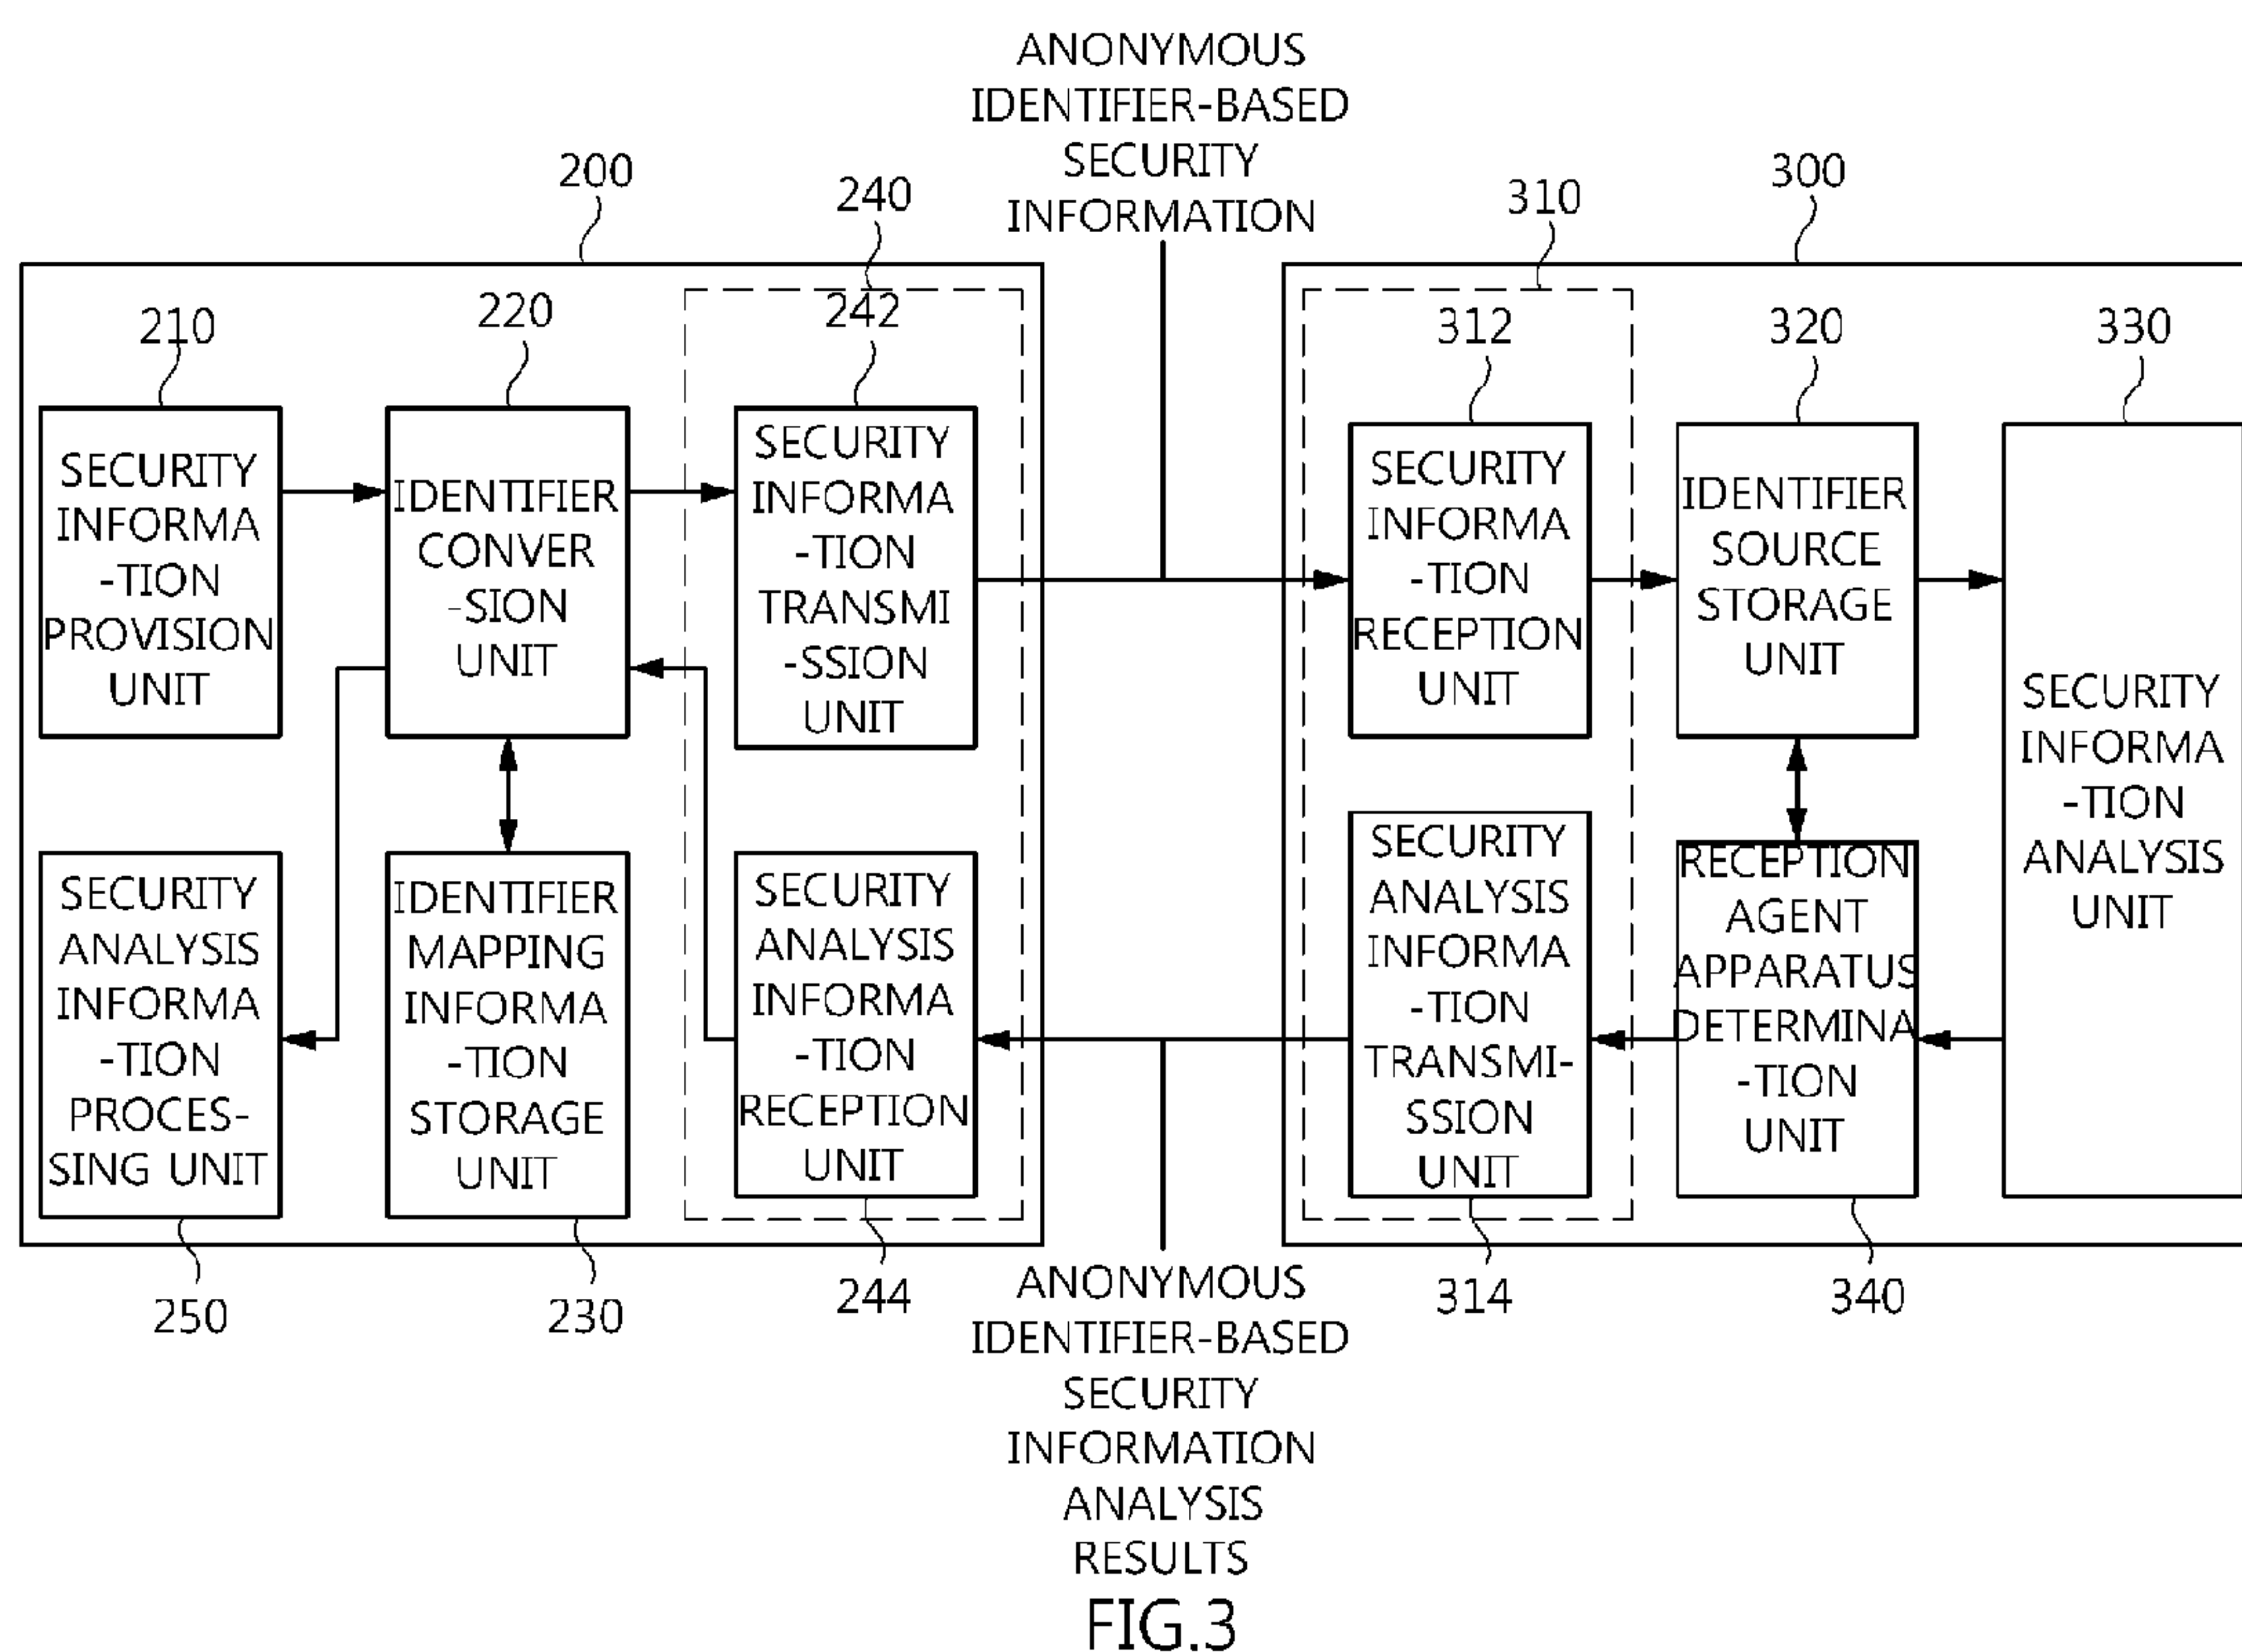 ANONYMOUS
IDENTIFIER-BASED
SECURITY
INFORMATION
200
240
310
300
210
220
242
312
320
330
SECURITY
INFORMA
-TION
PROVISION
UNIT
IDENTIFIER
CONVER
-SION
UNIT
SECURITY
INFORMA
-TION
TRANSMI
-SSION
UNIT
SECURITY
INFORMA
-TION
RECEPTION
UNIT
IDENTIFIER
SOURCE
STORAGE
UNIT
SECURITY
INFORMA
-TION
ANALYSIS
UNIT
SECURITY
ANALYSIS
INFORMA
-TION
PROCES-
SING UNIT
IDENTIFIER
MAPPING
INFORMA
-TION
STORAGE
UNIT
SECURITY
ANALYSIS
INFORMA
-TION
RECEPTION
UNIT
SECURITY
ANALYSIS
INFORMA
-TION
TRANSMI-
SSION
UNIT
RECEPTION
AGENT
APPARATUS
DETERMINA
-TION
UNIT
250
230
244
314
340
ANONYMOUS
IDENTIFIER-BASED
SECURITY
INFORMATION
ANALYSIS
RESULTS
FIG.3